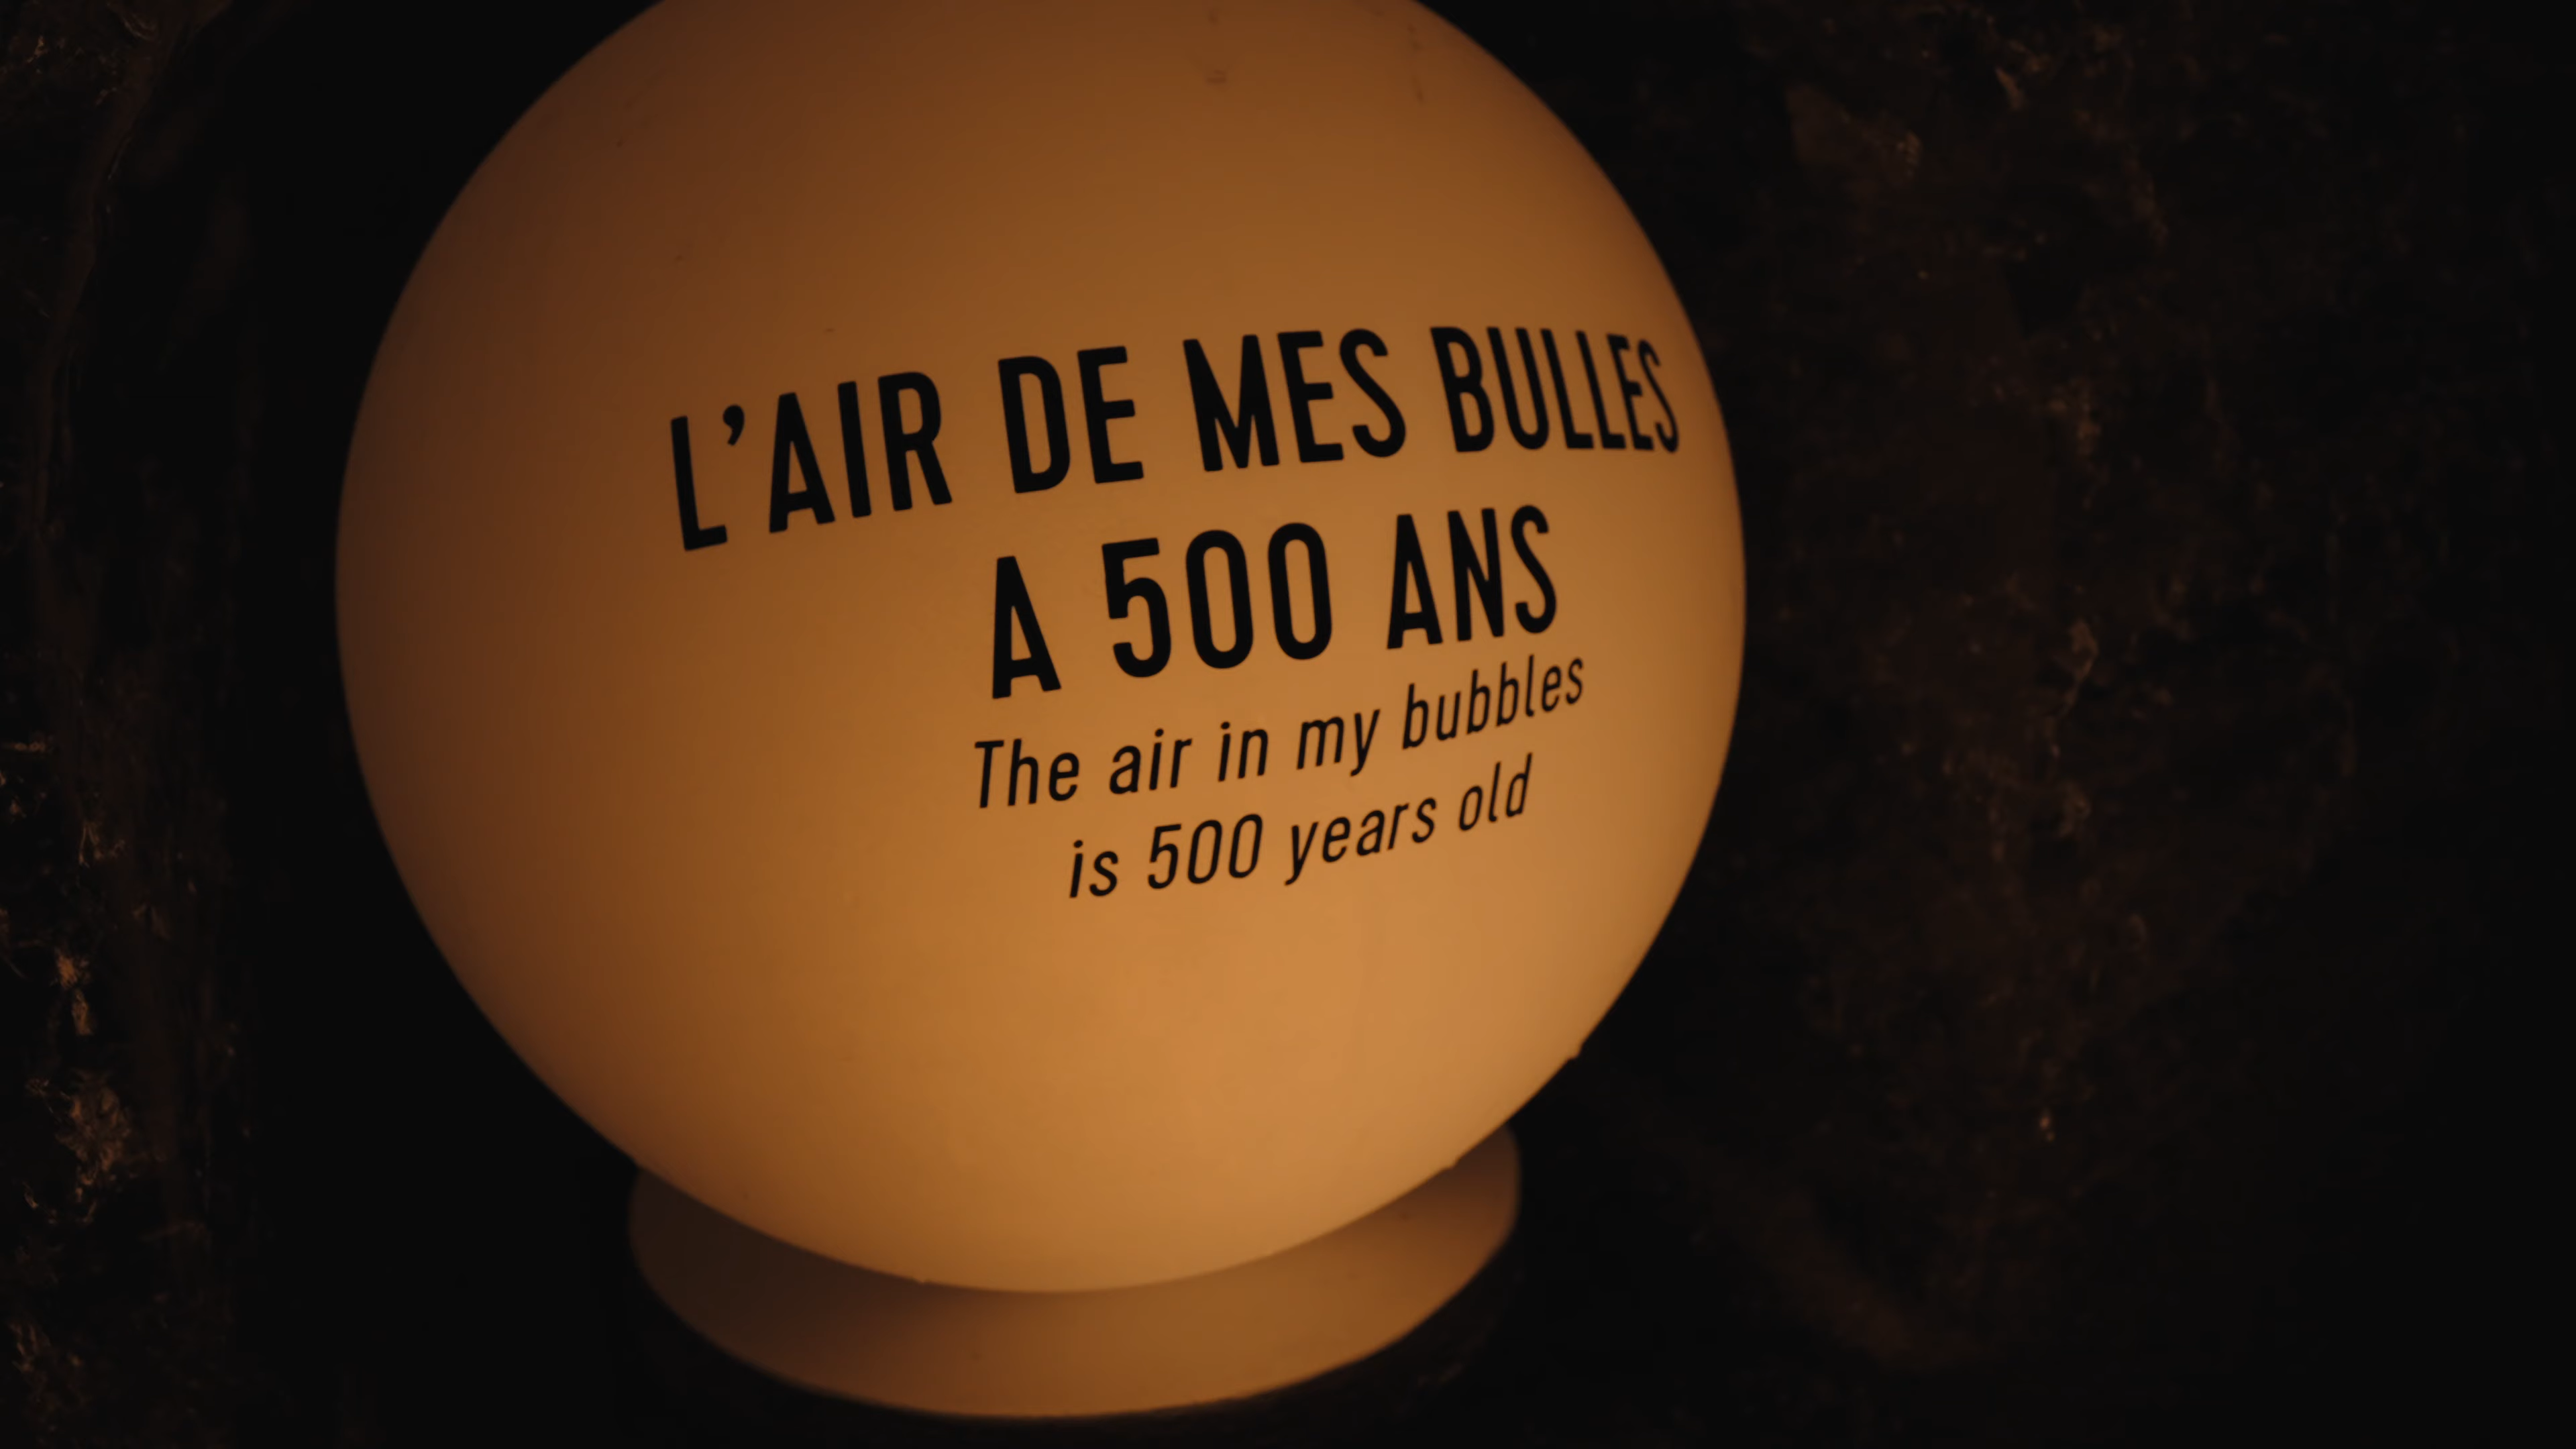 L’AIR DE MES BULLES
A 500 ANS
The air in my bubbles
is 500 years old